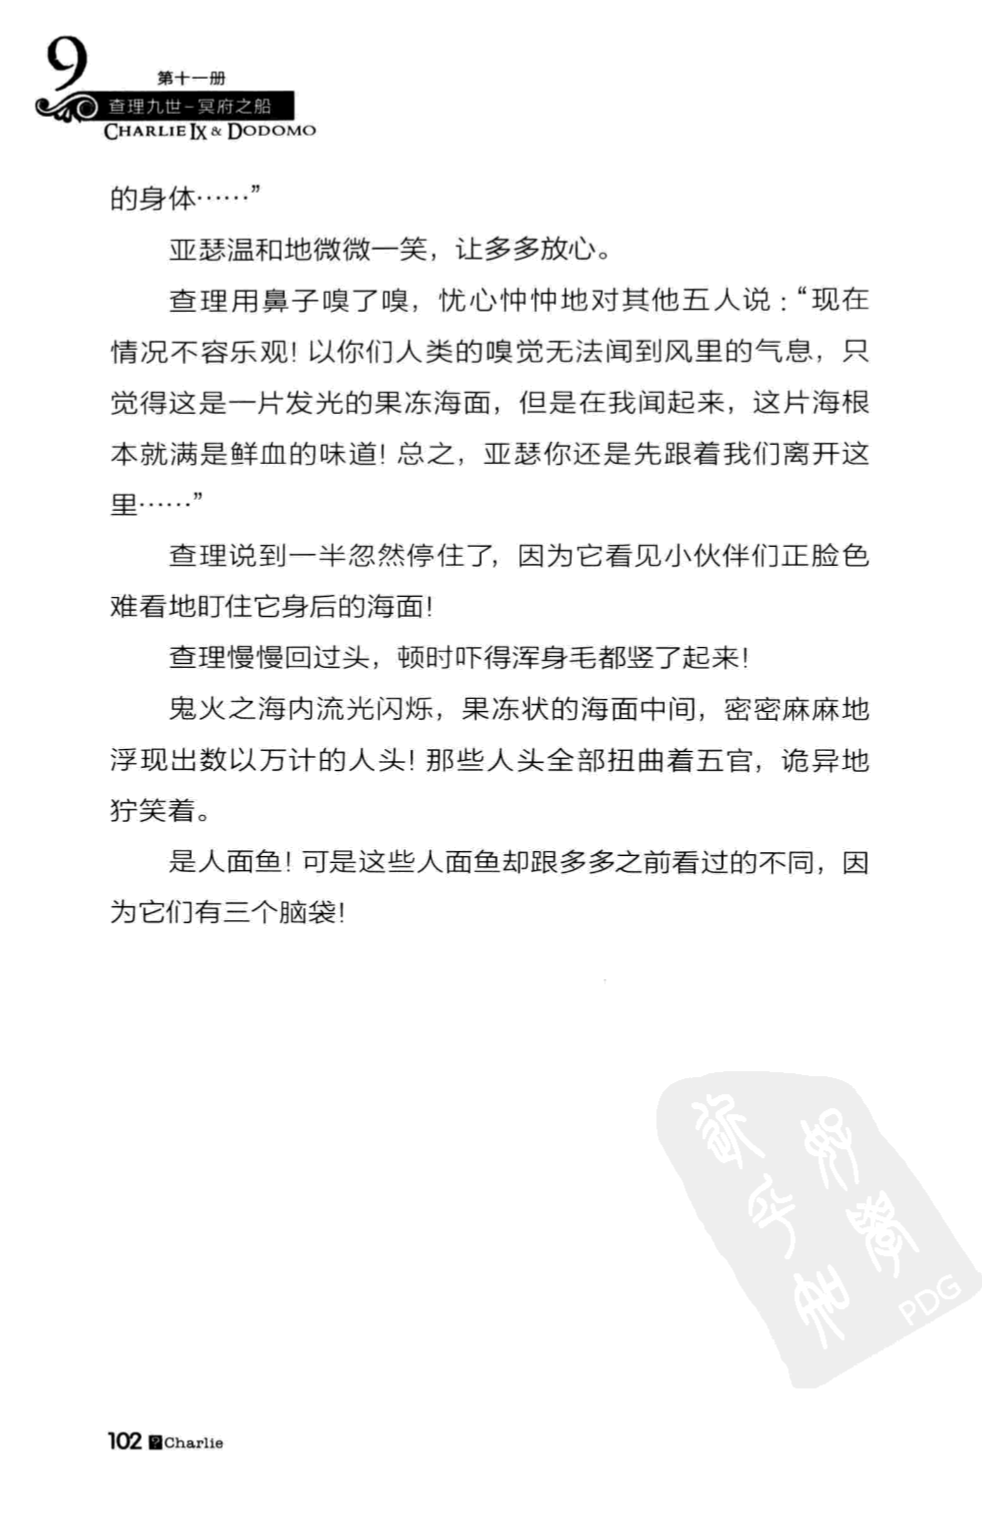 9
第十一册
查理九世-冥府之船
CHARLIE IX & DODOMO
的身体……”
亚瑟温和地微微一笑，让多多放心。
查理用鼻子嗅了嗅，忧心忡忡地对其他五人说：“现在
情况不容乐观！以你们人类的嗅觉无法闻到风里的气息，只
觉得这是一片发光的果冻海面，但是在我闻起来，这片海根
本就满是鲜血的味道！总之，亚瑟你还是先跟着我们离开这
里……”
查理说到一半忽然停住了，因为它看见小伙伴们正脸色
难看地盯住它身后的海面！
查理慢慢回过头，顿时吓得浑身毛都竖了起来！
鬼火之海内流光闪烁，果冻状的海面中间，密密麻麻地
浮现出数以万计的人头！那些人头全部扭曲着五官，诡异地
狞笑着。
是人面鱼！可是这些人面鱼却跟多多之前看过的不同，因
为它们有三个脑袋！
好學
PDG
102 ? Charlie